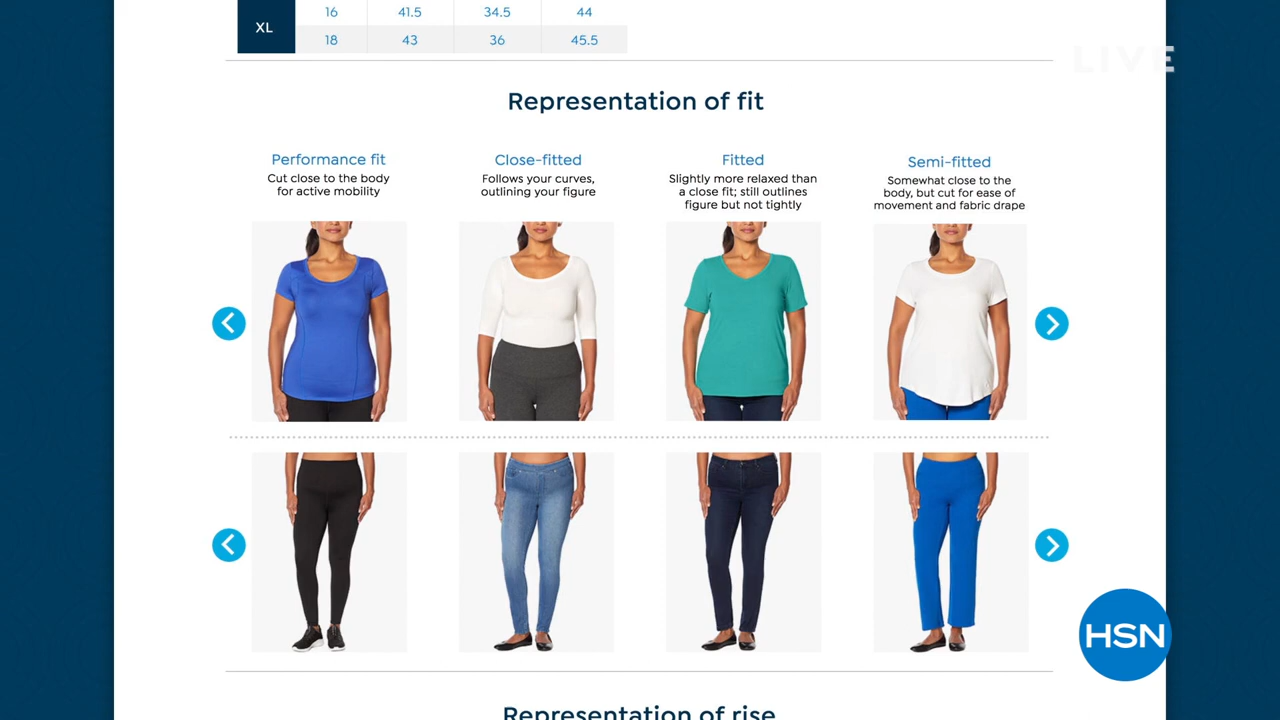 16 41.5 34.5 44
XL
18 43 36 45.5
LIVE
Representation of fit
Performance fit
Cut close to the body
for active mobility
Close-fitted
Follows your curves,
outlining your figure
Fitted
Slightly more relaxed than
a close fit; still outlines
figure but not tightly
Semi-fitted
Somewhat close to the
body, but cut for ease of
movement and fabric drape
HSN
Representation of rise